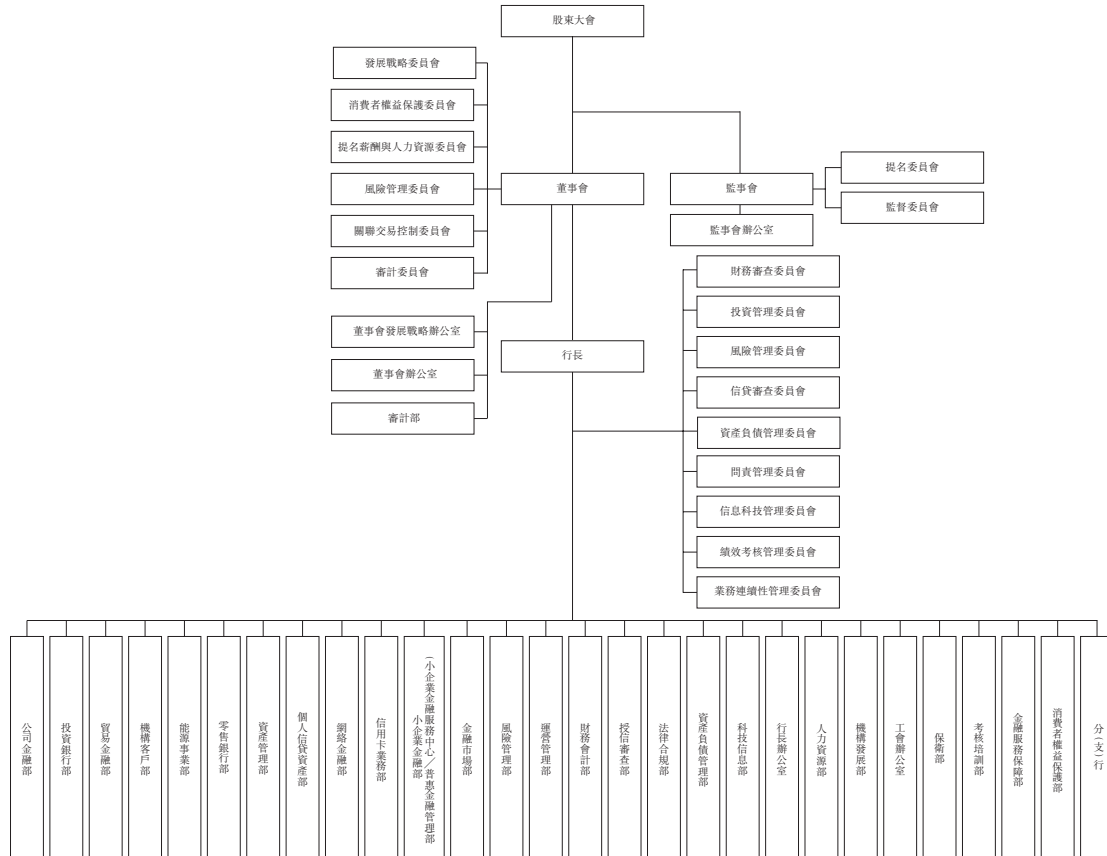 股東大會
發展戰略委員會
消費者權益保護委員會
提名薪酬與人力資源委員會
風險管理委員會
關聯交易控制委員會
審計委員會
董事會
監事會
提名委員會
監督委員會
監事會辦公室
董事會發展戰略辦公室
董事會辦公室
審計部
行長
財務審查委員會
投資管理委員會
風險管理委員會
信貸審查委員會
資產負債管理委員會
問責管理委員會
信息科技管理委員會
績效考核管理委員會
業務連續性管理委員會
公司金融部
投資銀行部
貿易金融部
機構客戶部
能源事業部
零售銀行部
資產管理部
個人信貸資產部
網絡金融部
信用卡業務部
小企業金融部
(小企業金融服務中心／普惠金融管理部
金融市場部
風險管理部
運營管理部
財務會計部
授信審查部
法律合規部
資產負債管理部
科技信息部
行長辦公室
人力資源部
機構發展部
工會辦公室
保衛部
考核培訓部
金融服務保障部
消費者權益保護部
分(支)行